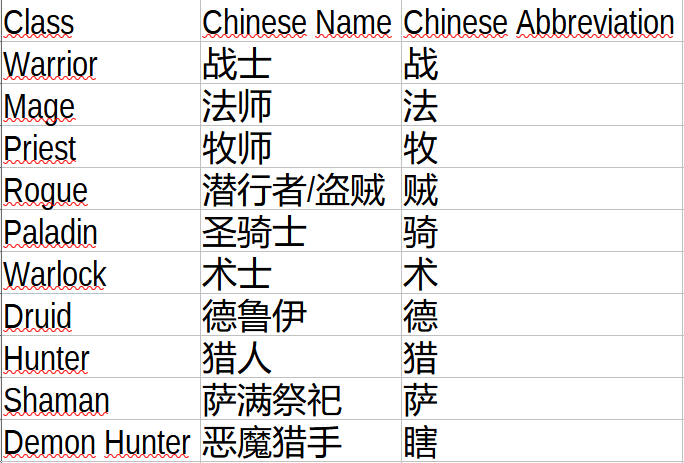 Class Chinese Name Chinese Abbreviation
Warrior 战士 战
Mage 法师 法
Priest 牧师 牧
Rogue 潜行者/盗贼 贼
Paladin 圣骑士 骑
Warlock 术士 术
Druid 德鲁伊 德
Hunter 猎人 猎
Shaman 萨满祭祀 萨
Demon Hunter 恶魔猎手 瞎